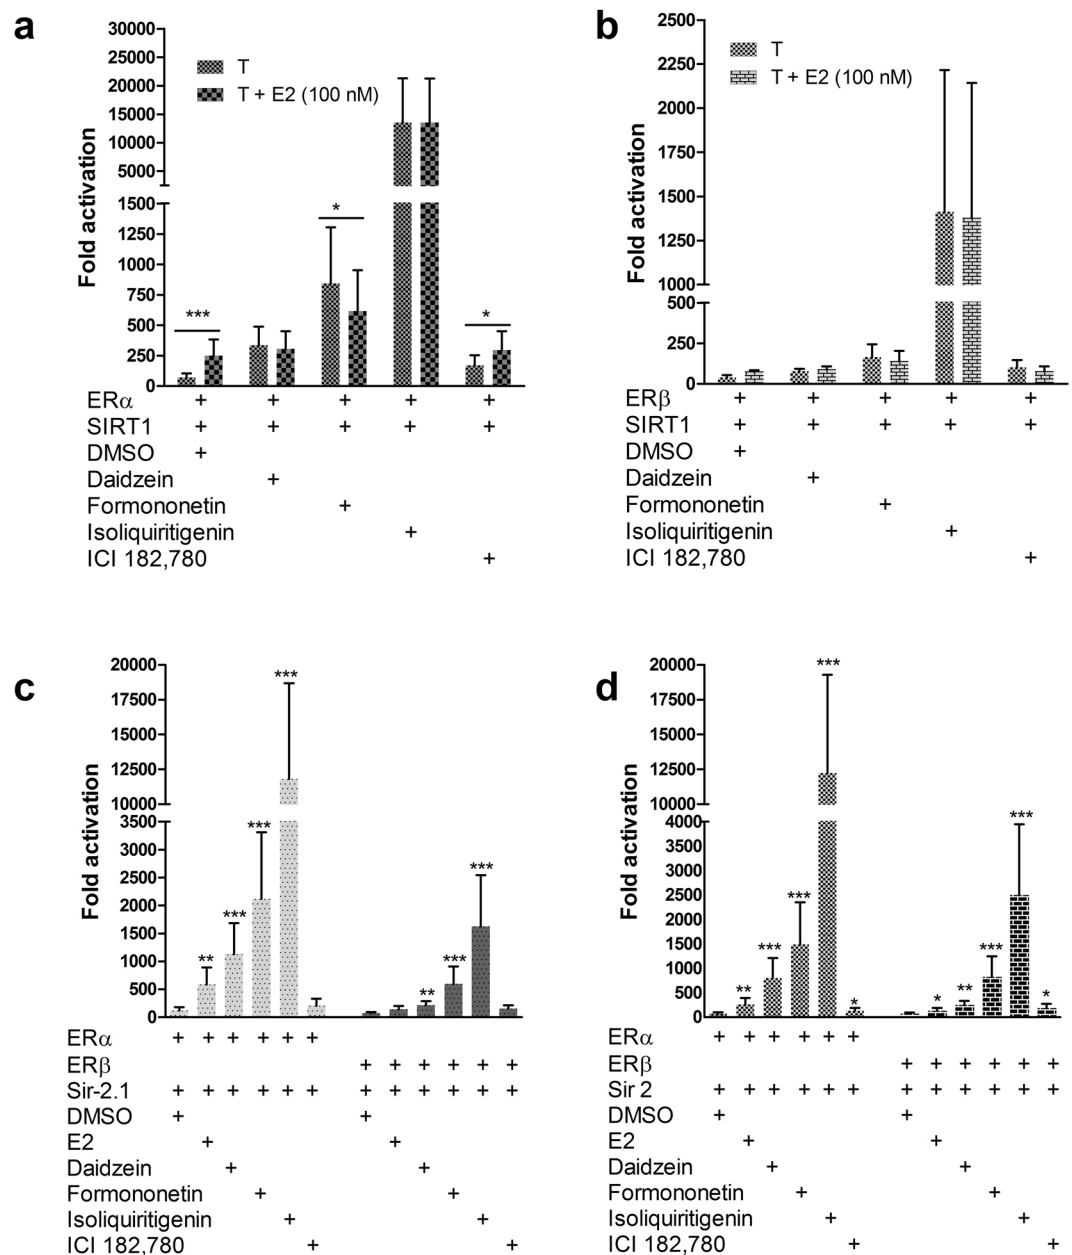 a
30000
25000
20000
15000
10000
5000
1500
1250
1000
750
500
250
0
Fold activation
T
T + E2 (100 nM)
***
*
*
ERα + + + + +
SIRT1 + + + + +
DMSO +
Daidzein +
Formononetin +
Isoliquiritigenin +
ICI 182,780 +
b
2500
2250
2000
1750
1500
1250
1000
500
250
0
Fold activation
T
T + E2 (100 nM)
ERβ + + + + +
SIRT1 + + + + +
DMSO +
Daidzein +
Formononetin +
Isoliquiritigenin +
ICI 182,780 +
c
20000
17500
15000
12500
10000
3500
3000
2500
2000
1500
1000
500
0
Fold activation
**
***
***
***
**
***
***
ERα + + + + + +
ERβ + + + + + +
Sir-2.1 + + + + + + + + + + + +
DMSO + +
E2 + +
Daidzein + +
Formononetin + +
Isoliquiritigenin + +
ICI 182,780 + +
d
20000
17500
15000
12500
10000
4000
3500
3000
2500
2000
1500
1000
500
0
Fold activation
**
***
***
***
*
*
**
***
***
*
ERα + + + + + +
ERβ + + + + + +
Sir 2 + + + + + + + + + + + +
DMSO + +
E2 + +
Daidzein + +
Formononetin + +
Isoliquiritigenin + +
ICI 182,780 + +